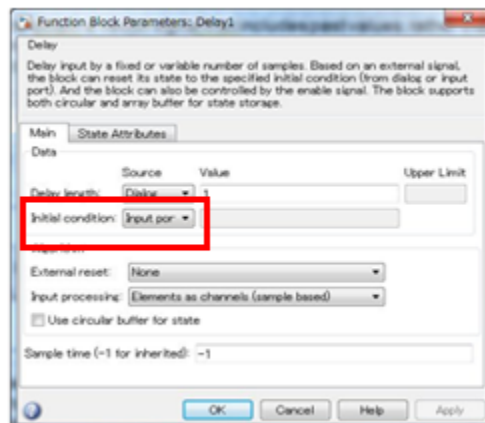 Function Block Parameters: Delay1
Delay
Delay input by a fixed or variable number of samples. Based on an external signal,
the block can reset its state to the specified initial condition (from dialog or input
port). And the block can also be controlled by the enable signal. The block supports
both circular and array buffer for state storage.
Main State Attributes
Data
Source Value Upper Limit
Delay length: Dialog 1
Initial condition: Input por
External reset: None
Input processing: Elements as channels (sample based)
Use circular buffer for state
Sample time (-1 for inherited): -1
OK Cancel Help Apply